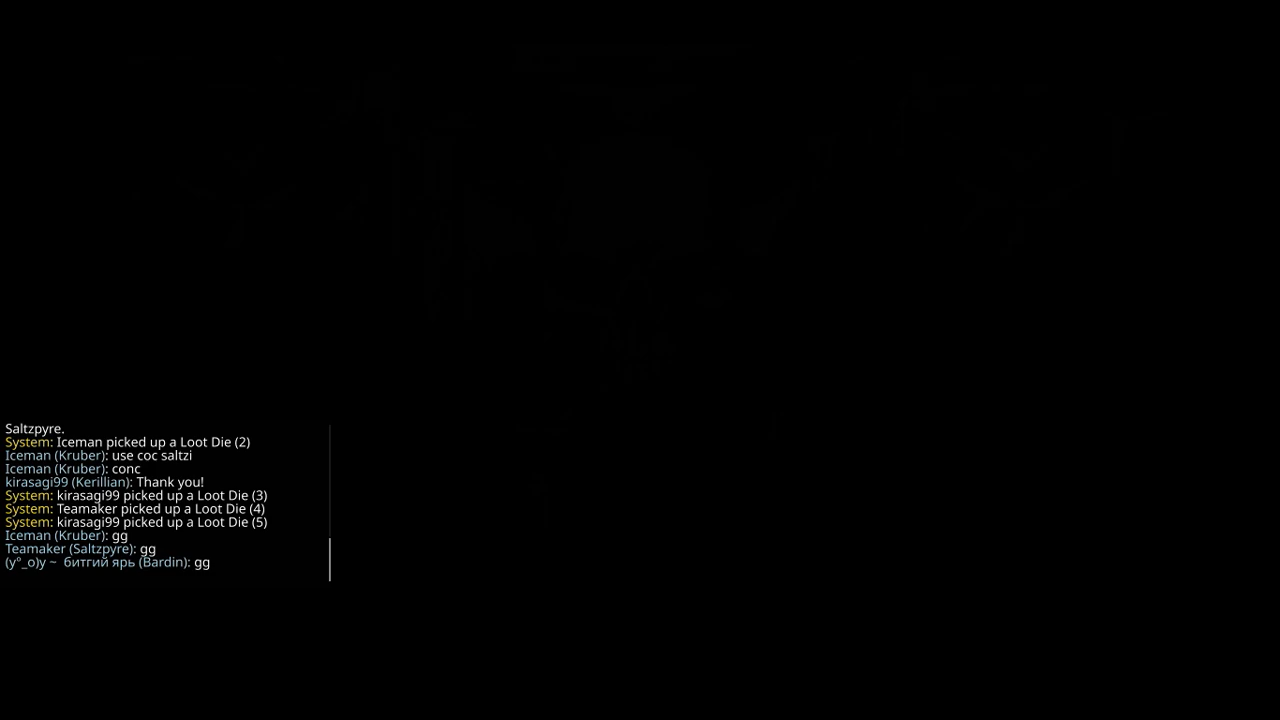 Saltzpyre.
System: Iceman picked up a Loot Die (2)
Iceman (Kruber): use coc saltzi
Iceman (Kruber): conc
kirasagi99 (Kerillian): Thank you!
System: kirasagi99 picked up a Loot Die (3)
System: Teamaker picked up a Loot Die (4)
System: kirasagi99 picked up a Loot Die (5)
Iceman (Kruber): gg
Teamaker (Saltzpyre): gg
(y°_o)y ~  битгий ярь (Bardin): gg